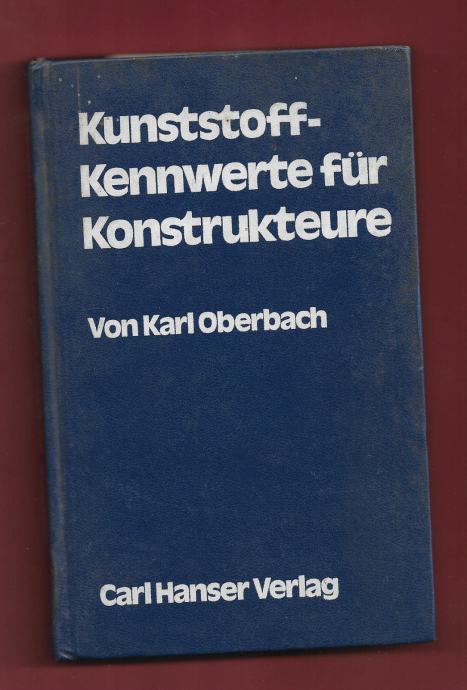 Kunststoff-
Kennwerte für
Konstrukteure
Von Karl Oberbach
Carl Hanser Verlag